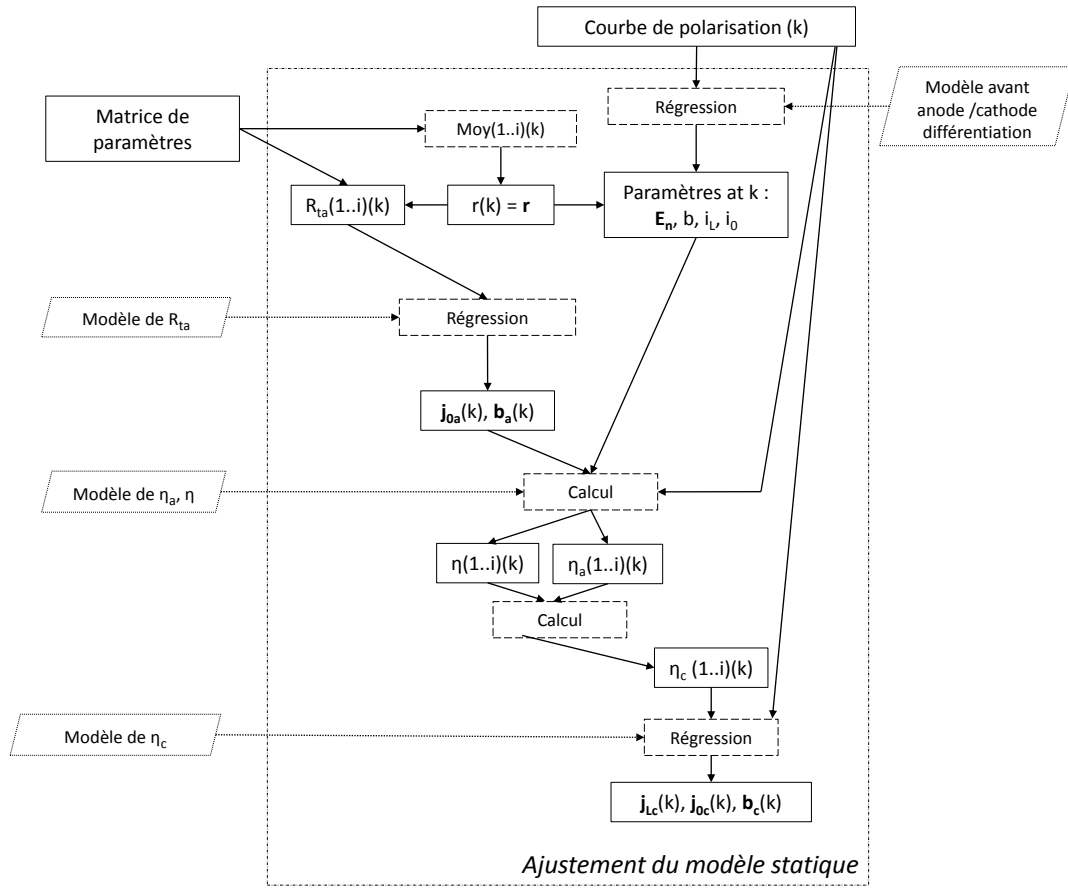 Courbe de polarisation (k)
Régression
Modèle avant
anode /cathode
différentiation
Matrice de
paramètres
Moy(1..i)(k)
Rta(1..i)(k)
r(k) = r
Paramètres at k :
En, b, iL, i0
Modèle de Rta
Régression
j0a(k), ba(k)
Modèle de ηa, η
Calcul
η(1..i)(k)
ηa(1..i)(k)
Calcul
ηc (1..i)(k)
Modèle de ηc
Régression
jLc(k), j0c(k), bc(k)
Ajustement du modèle statique